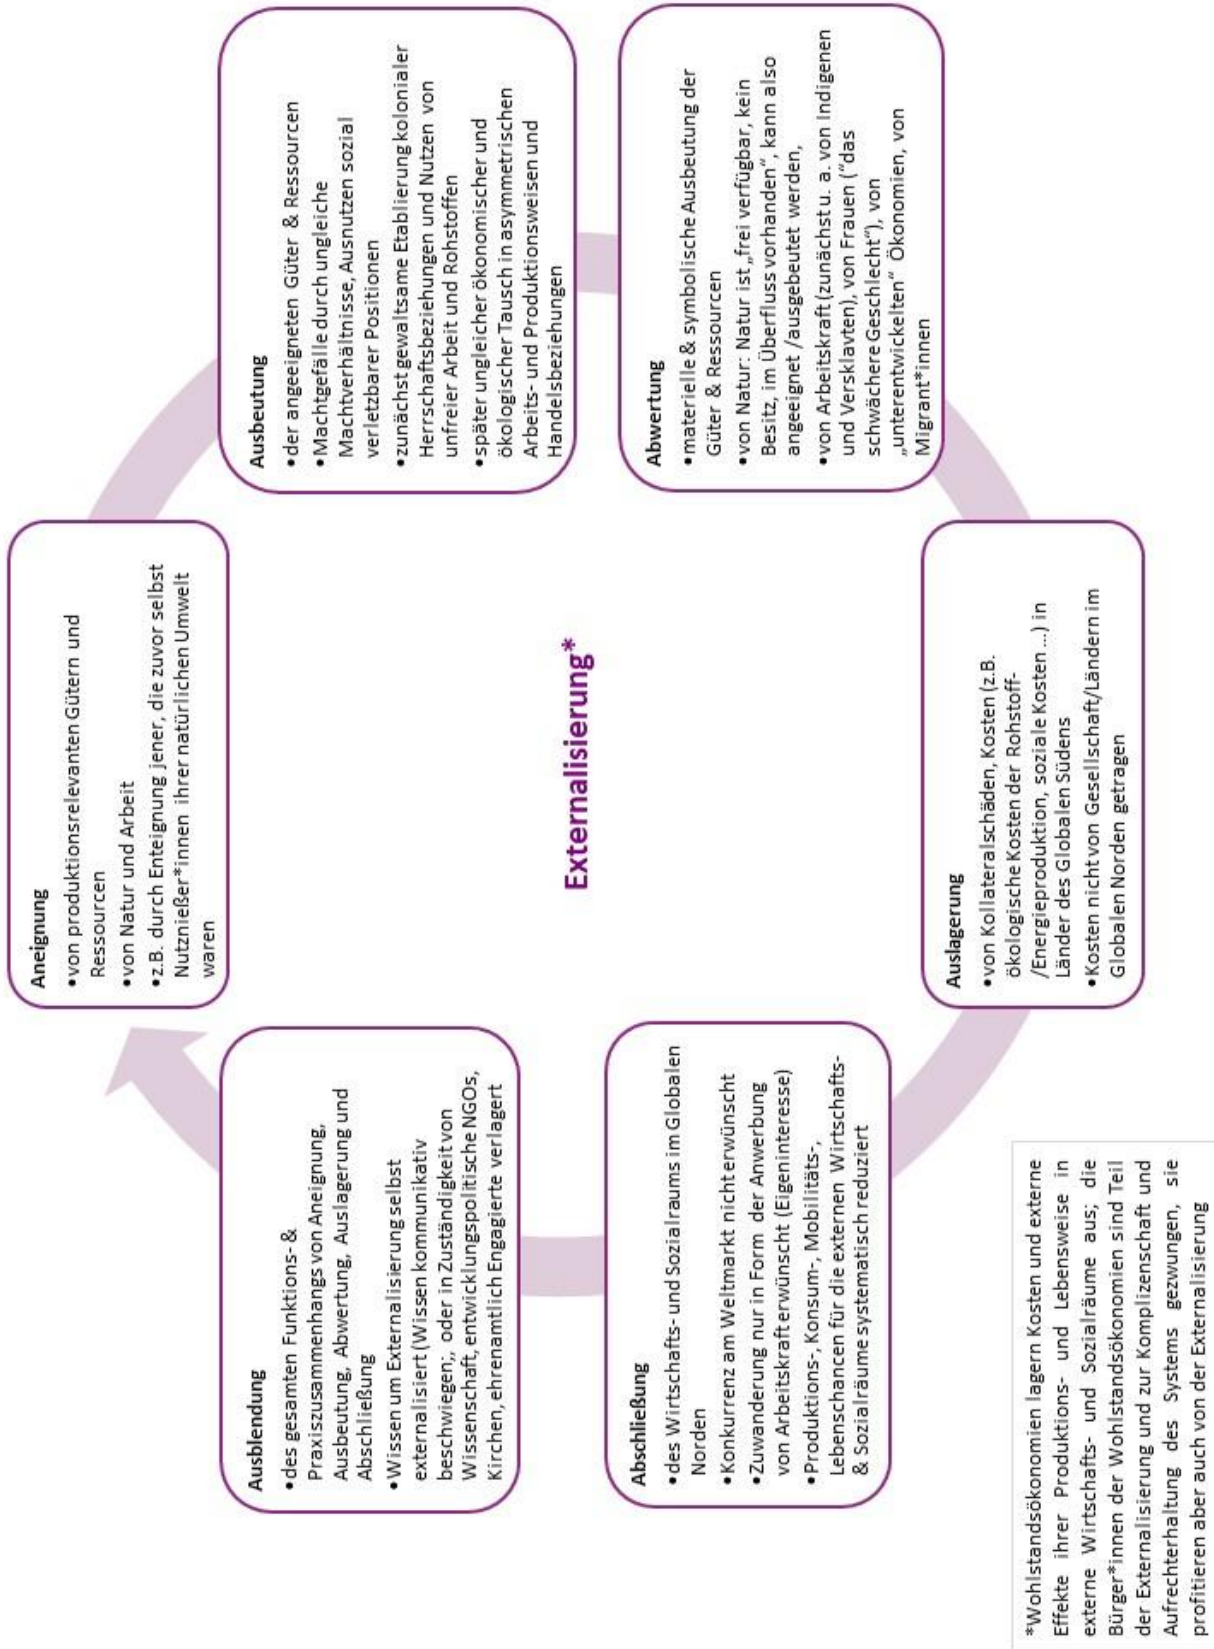 Aneignung
•von produktionsrelevanten Gütern und
Ressourcen
•von Natur und Arbeit
•z.B. durch Enteignung jener, die zuvor selbst
Nutznießer*innen ihrer natürlichen Umwelt
waren
Ausbeutung
•der angeeigneten Güter & Ressourcen
•Machtgefälle durch ungleiche
Machtverhältnisse, Ausnutzen sozial
verletzbarer Positionen
•zunächst gewaltsame Etablierung kolonialer
Herrschaftsbeziehungen und Nutzen von
unfreier Arbeit und Rohstoffen
•später ungleicher ökonomischer und
ökologischer Tausch in asymmetrischen
Arbeits- und Produktionsweisen und
Handelsbeziehungen
Abwertung
•materielle & symbolische Ausbeutung der
Güter & Ressourcen
•von Natur: Natur ist „frei verfügbar, kein
Besitz, im Überfluss vorhanden“, kann also
angeeignet /ausgebeutet werden,
•von Arbeitskraft (zunächst u. a. von Indigenen
und Versklavten), von Frauen ("das
schwächere Geschlecht“), von
„unterentwickelten“ Ökonomien, von
Migrant*innen
Auslagerung
•von Kollateralschäden, Kosten (z.B.
ökologische Kosten der Rohstoff-
/Energieproduktion, soziale Kosten ...) in
Länder des Globalen Südens
•Kosten nicht von Gesellschaft/Ländern im
Globalen Norden getragen
Abschließung
•des Wirtschafts- und Sozialraums im Globalen
Norden
•Konkurrenz am Weltmarkt nicht erwünscht
•Zuwanderung nur in Form der Anwerbung
von Arbeitskraft erwünscht (Eigeninteresse)
•Produktions-, Konsum-, Mobilitäts-,
Lebenschancen für die externen Wirtschafts-
& Sozialräume systematisch reduziert
Ausblendung
•des gesamten Funktions- &
Praxiszusammenhangs von Aneignung,
Ausbeutung, Abwertung, Auslagerung und
Abschließung
•Wissen um Externalisierung selbst
externalisiert (Wissen kommunikativ
beschwiegen;, oder in Zuständigkeit von
Wissenschaft, entwicklungspolitische NGOs,
Kirchen, ehrenamtlich Engagierte verlagert
Externalisierung*
*Wohlstandsökonomien lagern Kosten und externe
Effekte ihrer Produktions- und Lebensweise in
externe Wirtschafts- und Sozialräume aus; die
Bürger*innen der Wohlstandsökonomien sind Teil
der Externalisierung und zur Komplizenschaft und
Aufrechterhaltung des Systems gezwungen, sie
profitieren aber auch von der Externalisierung